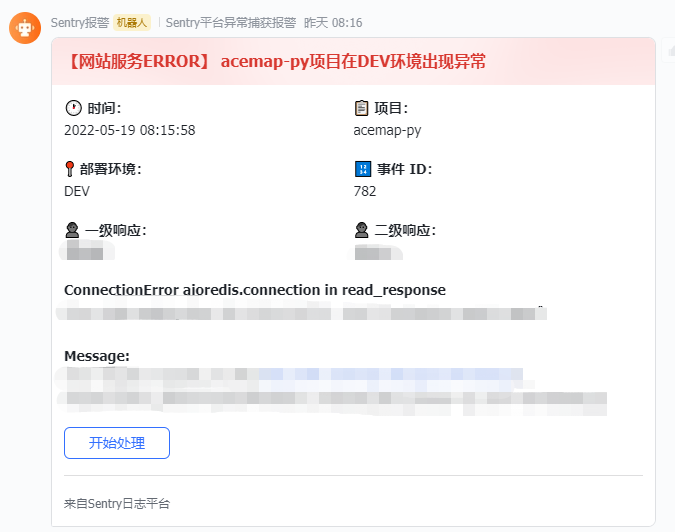 Sentry报警 机器人 Sentry平台异常捕获报警 昨天 08:16
【网站服务ERROR】 acemap-py项目在DEV环境出现异常
时间： 项目：
2022-05-19 08:15:58 acemap-py
部署环境： 事件 ID：
DEV 782
一级响应： 二级响应：
ConnectionError aioredis.connection in read_response
Message:
开始处理
来自Sentry日志平台